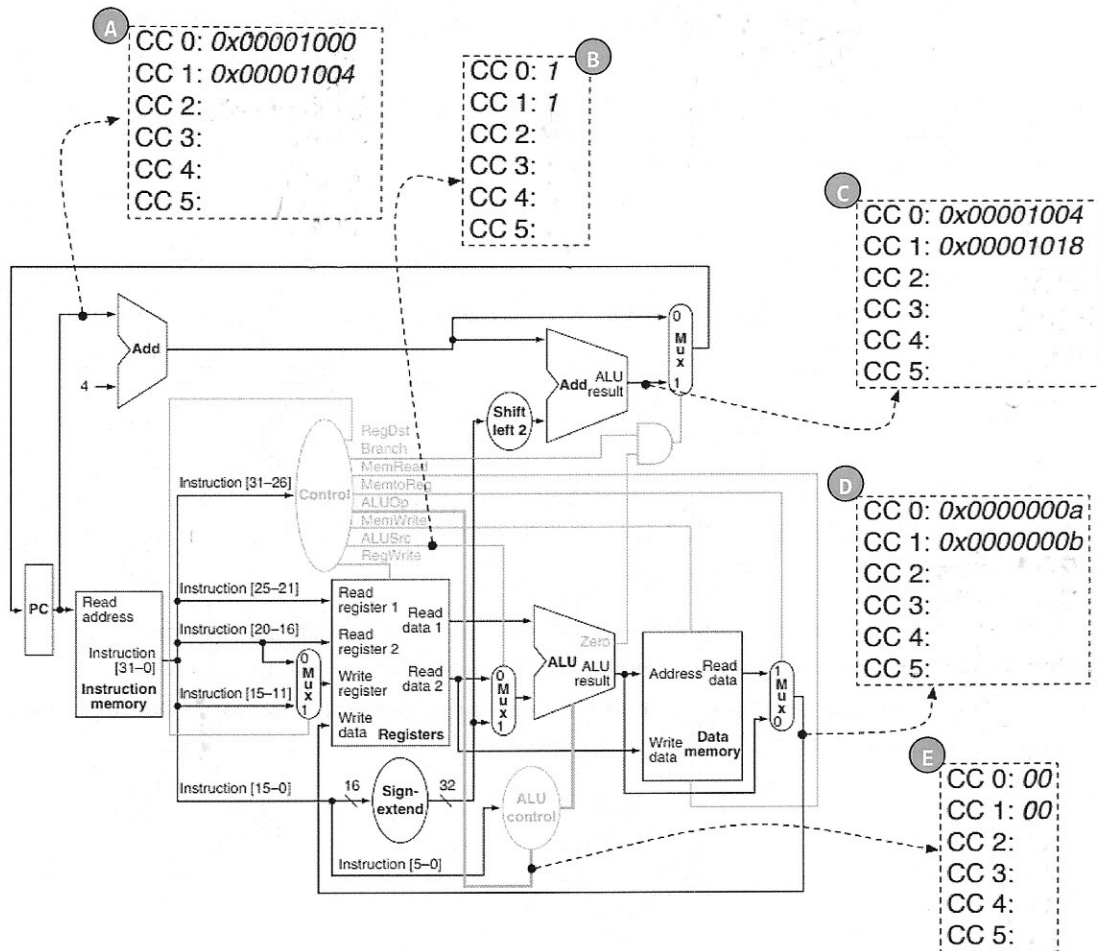 A
CC 0: 0x00001000
CC 1: 0x00001004
CC 2:
CC 3:
CC 4:
CC 5:
B
CC 0: 1
CC 1: 1
CC 2:
CC 3:
CC 4:
CC 5:
C
CC 0: 0x00001004
CC 1: 0x00001018
CC 2:
CC 3:
CC 4:
CC 5:
Add
4
0
Mux
1
Add
ALU
result
Shift
left 2
RegDst
Branch
MemRead
MemtoReg
ALUOp
MemWrite
ALUSrc
RegWrite
Control
Instruction [31–26]
D
CC 0: 0x0000000a
CC 1: 0x0000000b
CC 2:
CC 3:
CC 4:
CC 5:
PC
Read
address
Instruction
[31–0]
Instruction
memory
Instruction [25–21]
Instruction [20–16]
Instruction [15–11]
0
Mux
1
Read
register 1
Read
register 2
Write
register
Write
data
Read
data 1
Read
data 2
Registers
0
Mux
1
Zero
ALU
ALU
result
Address
Read
data
Write
data
Data
memory
1
Mux
0
Instruction [15–0]
16
Sign-
extend
32
ALU
control
Instruction [5–0]
E
CC 0: 00
CC 1: 00
CC 2:
CC 3:
CC 4:
CC 5: